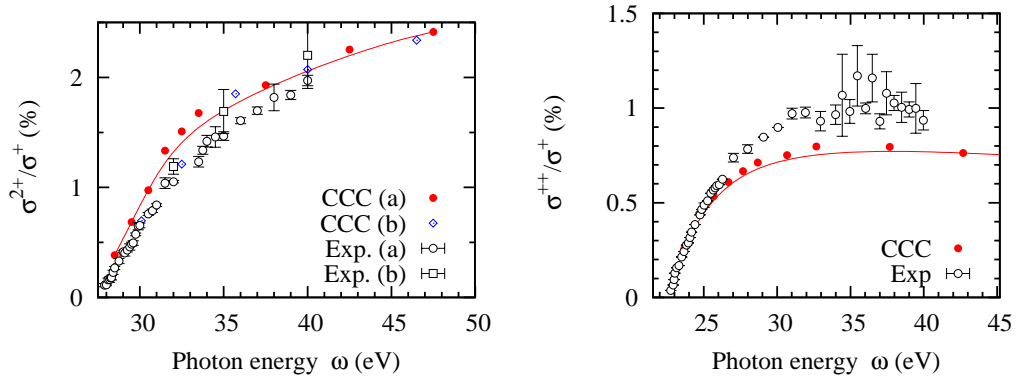 σ²⁺/σ⁺ (%)
2
1
0
30 35 40 45 50
Photon energy ω (eV)
CCC (a)
CCC (b)
Exp. (a)
Exp. (b)
σ⁺⁺/σ⁺ (%)
1.5
1
0.5
0
25 30 35 40 45
Photon energy ω (eV)
CCC
Exp